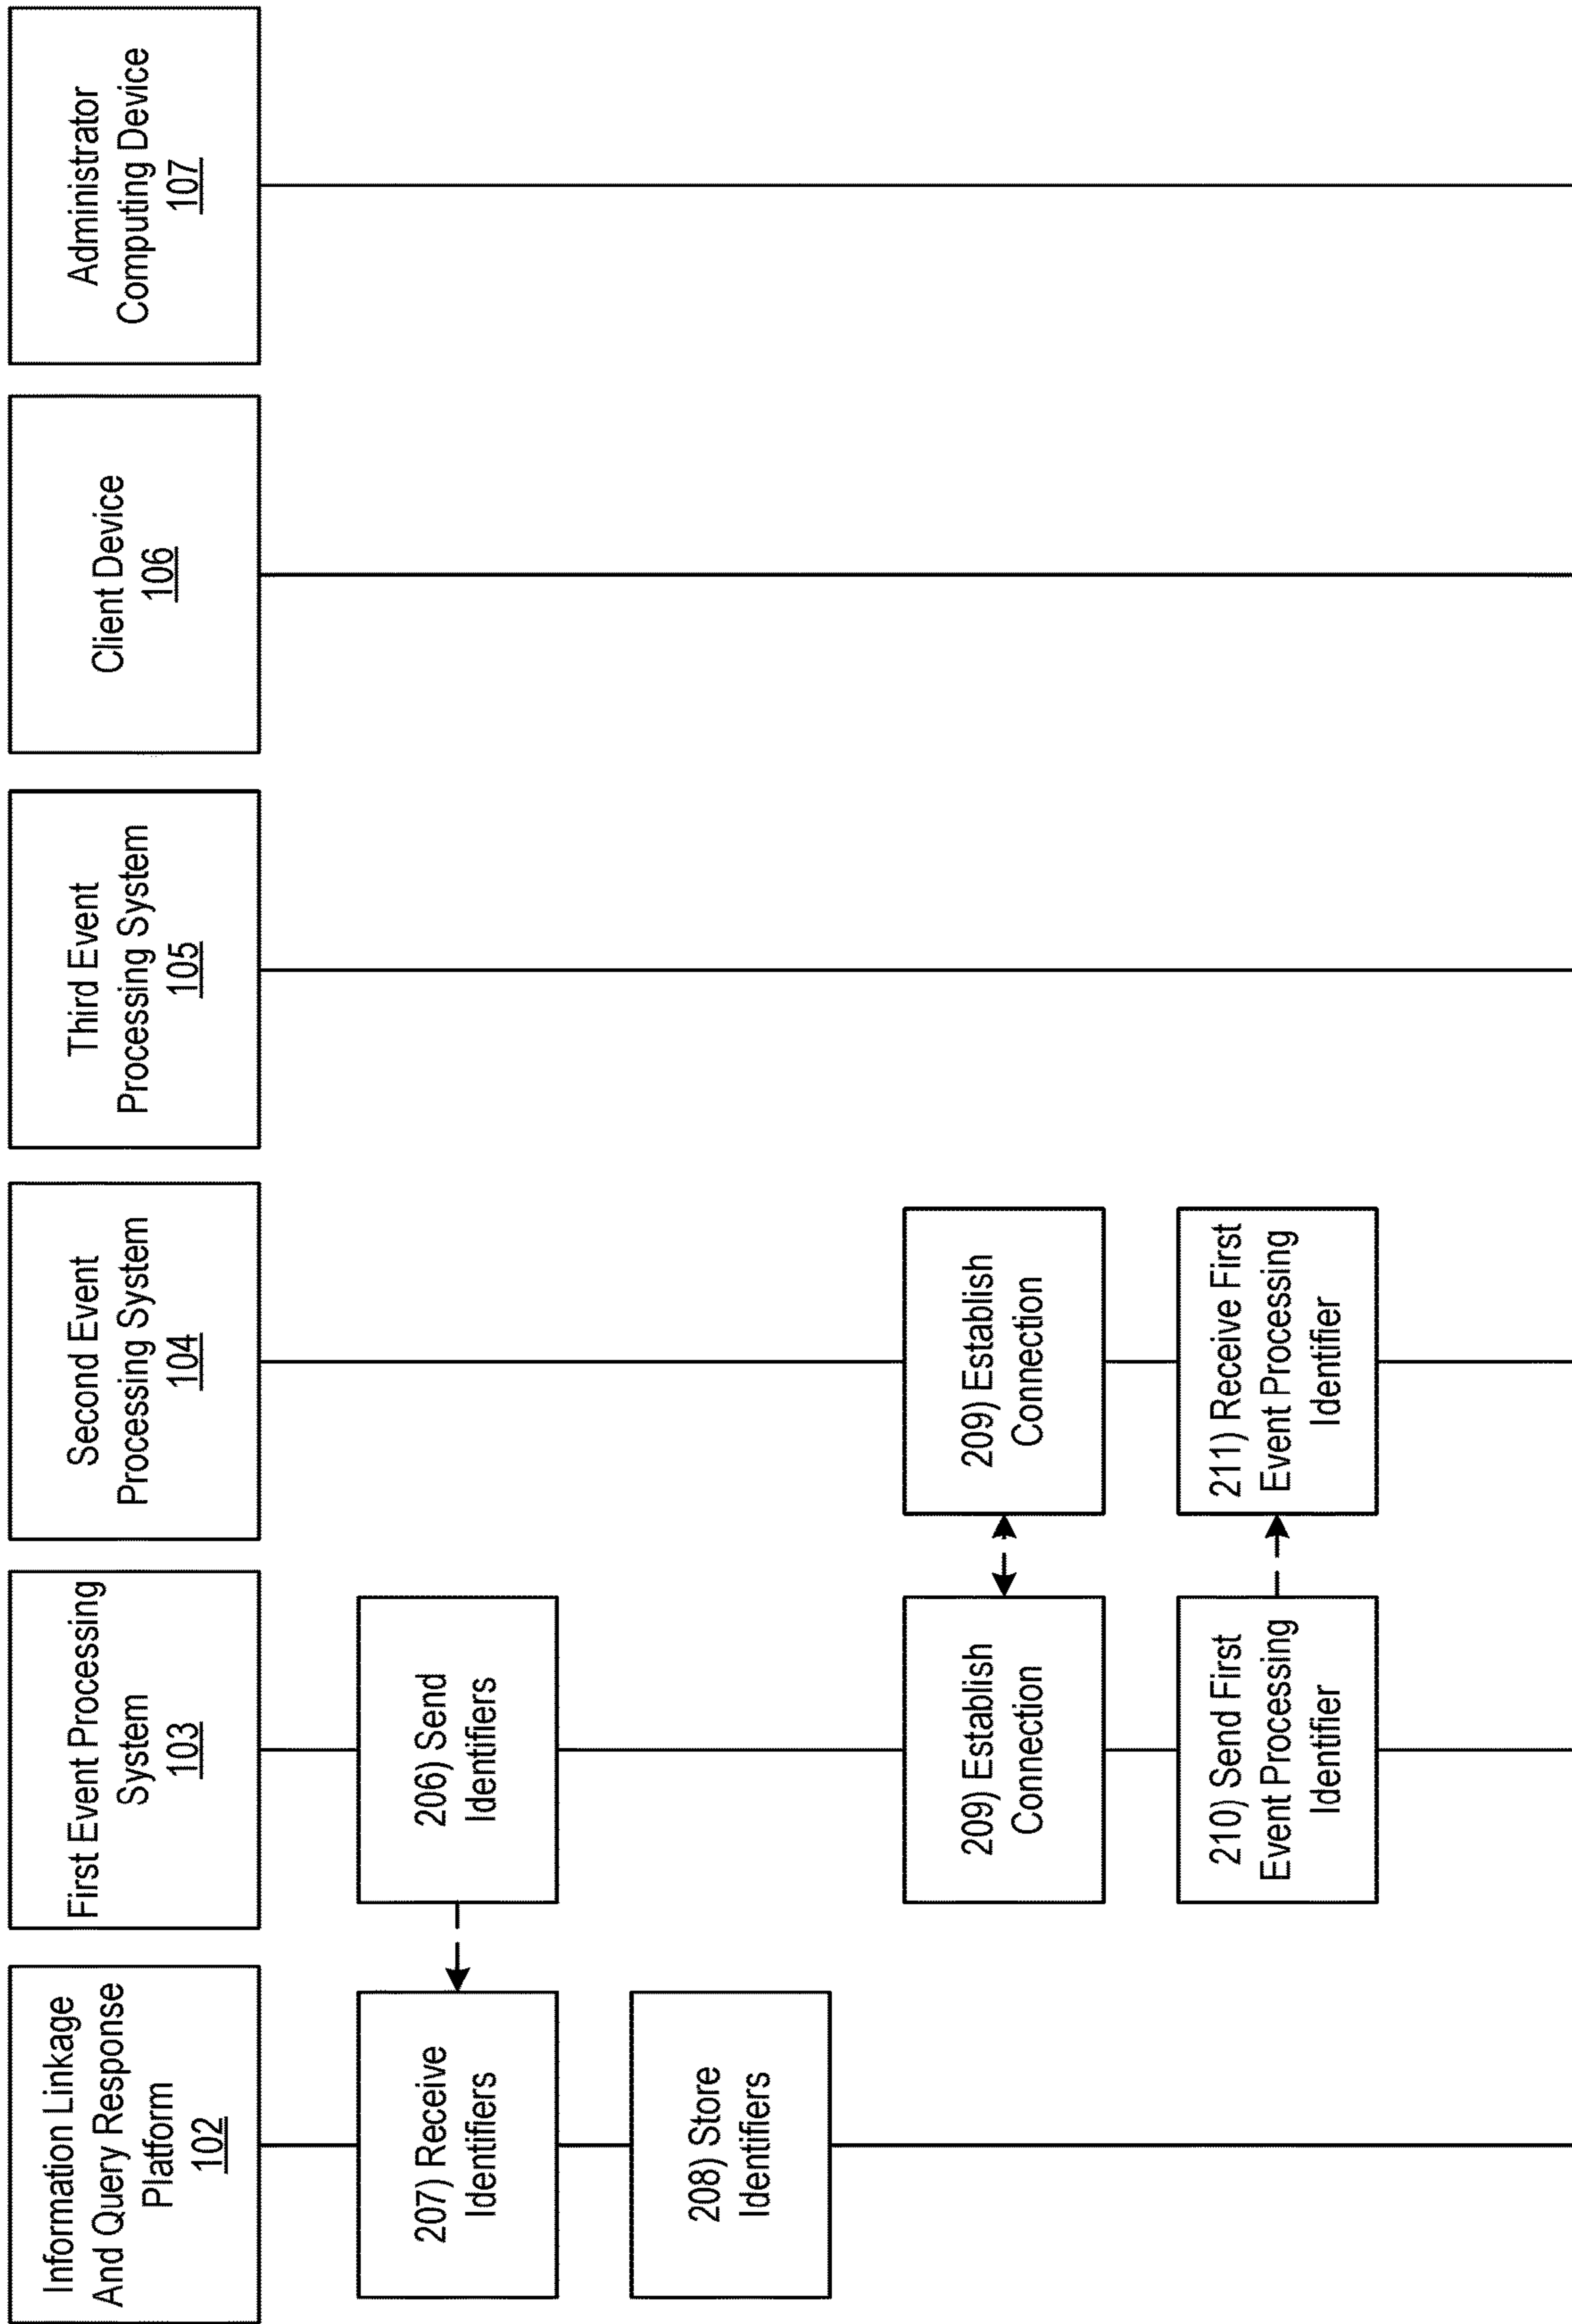 Information Linkage
And Query Response
Platform
102
First Event Processing
System
103
Second Event
Processing System
104
Third Event
Processing System
105
Client Device
106
Administrator
Computing Device
107
206) Send
Identifiers
207) Receive
Identifiers
208) Store
Identifiers
209) Establish
Connection
209) Establish
Connection
210) Send First
Event Processing
Identifier
211) Receive First
Event Processing
Identifier